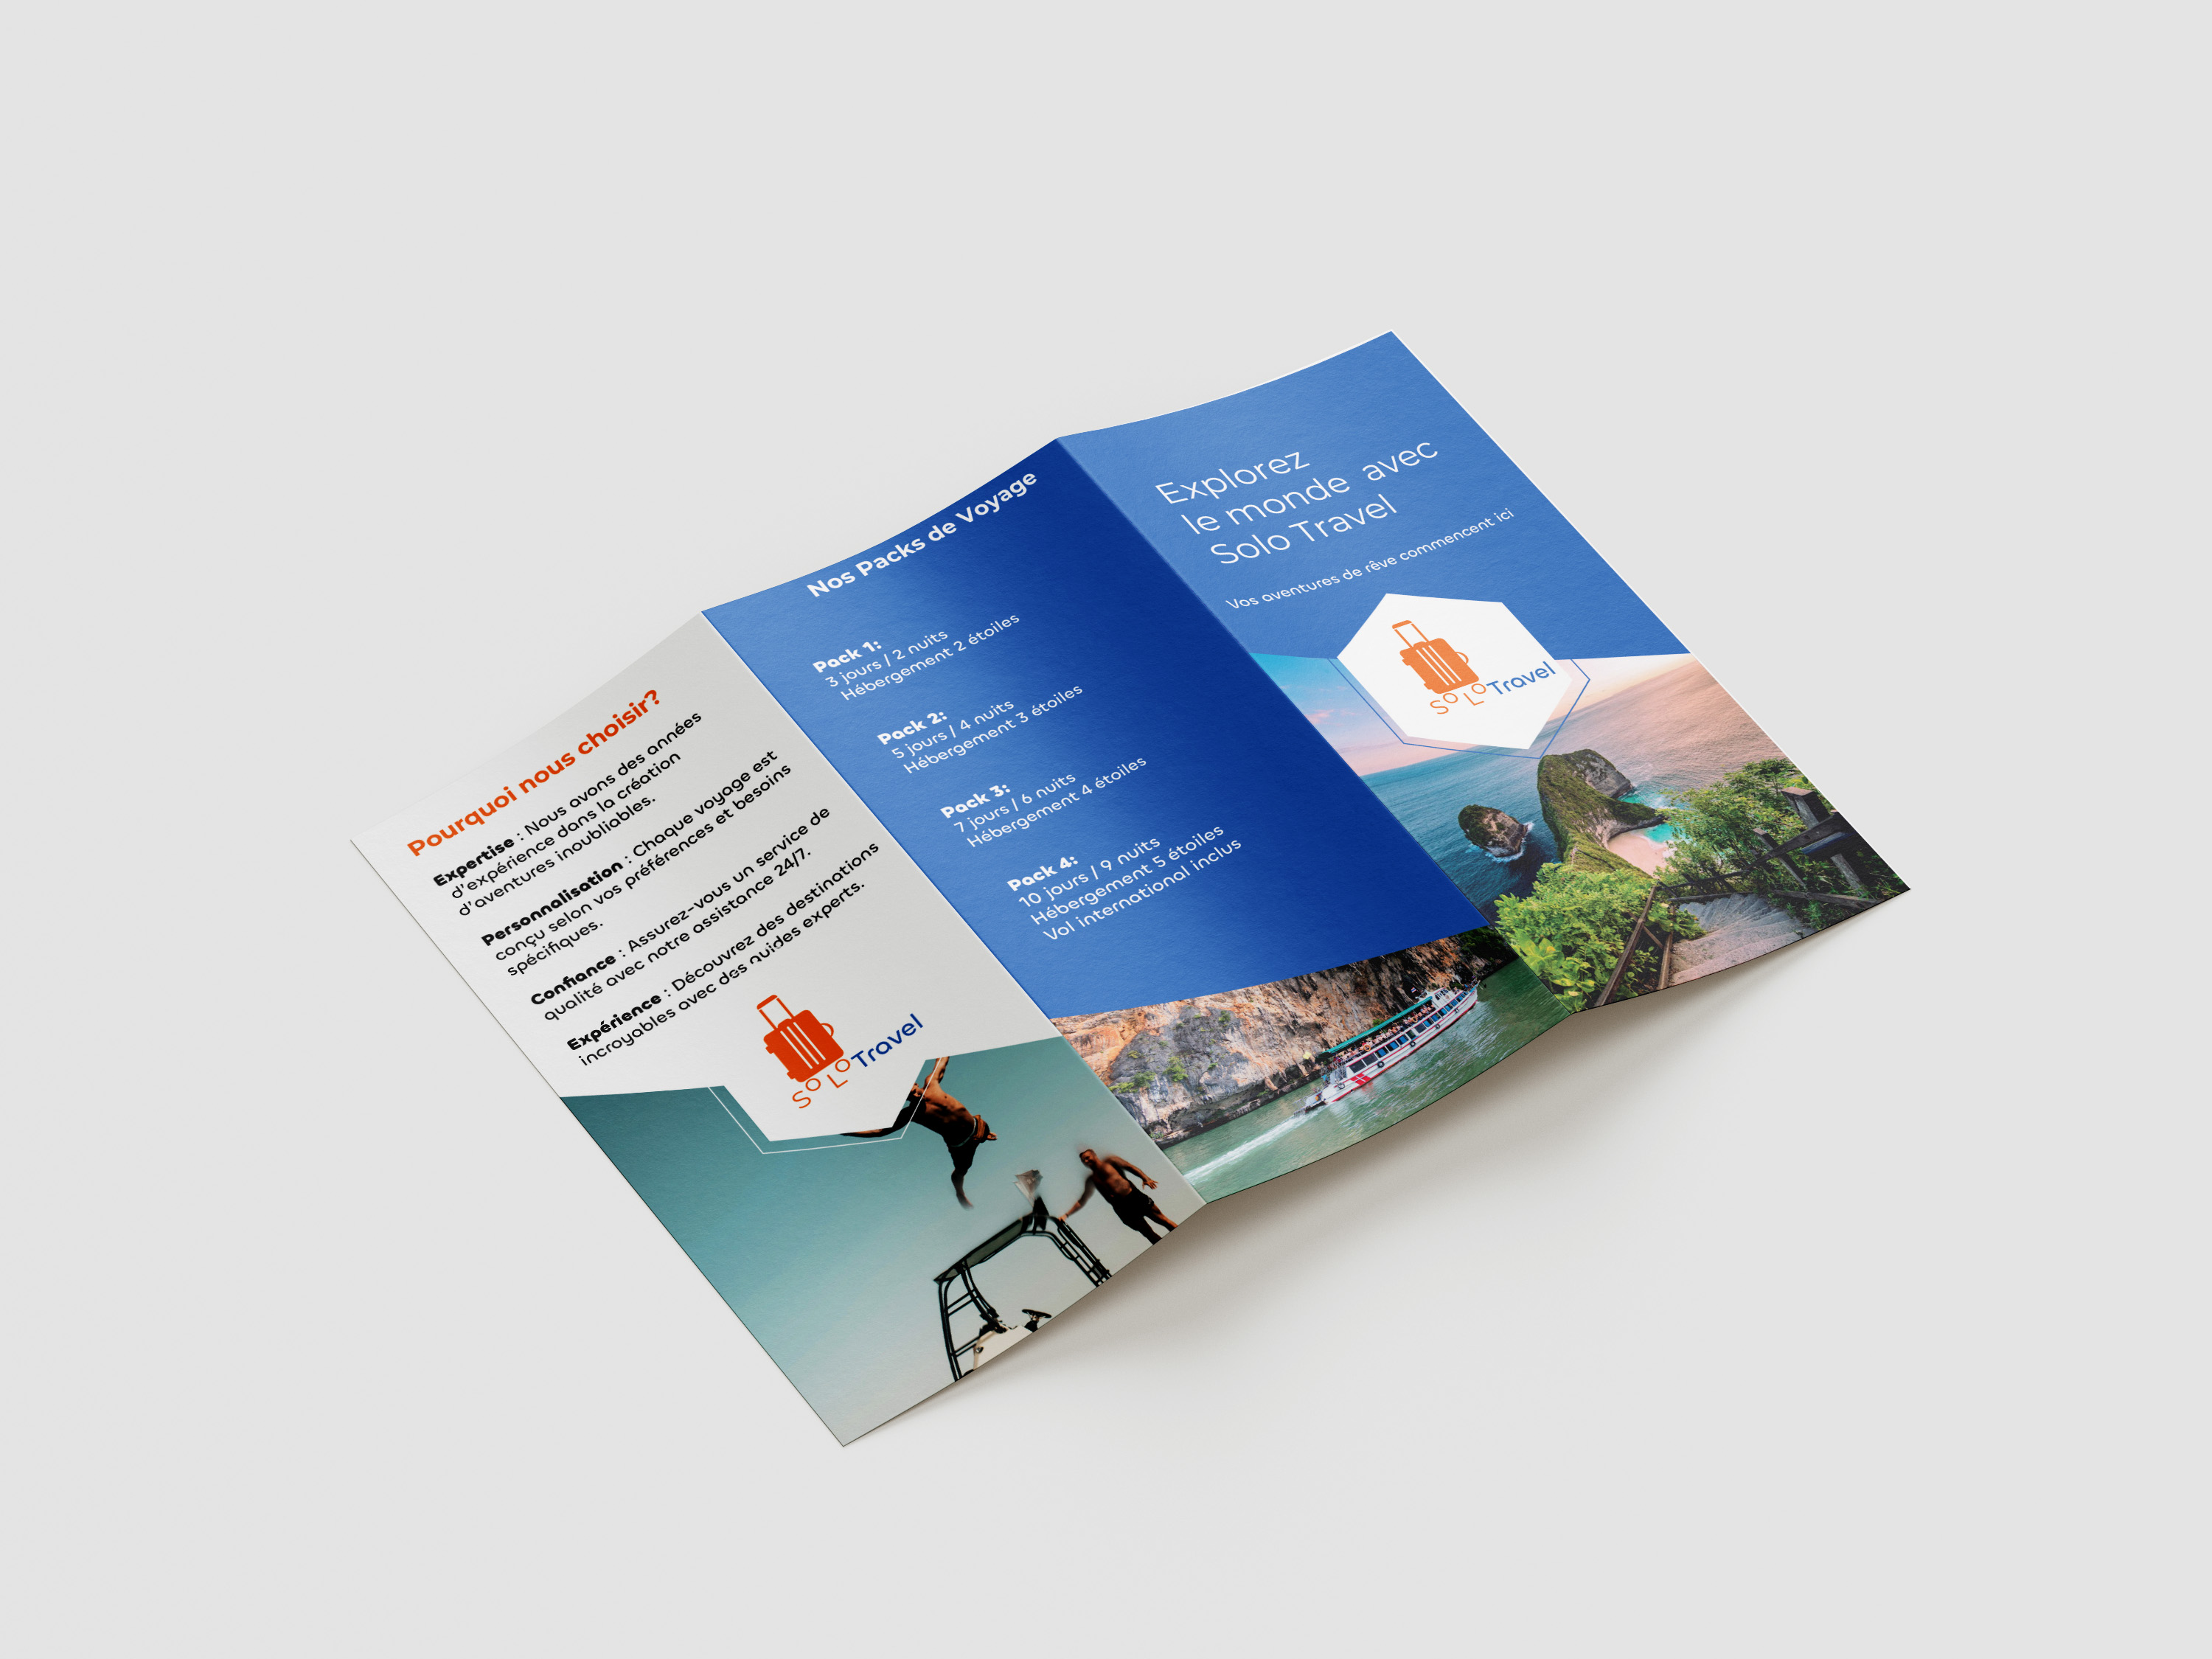 Pourquoi nous choisir?
Expertise : Nous avons des années
d'expérience dans la création
d'aventures inoubliables.
Personnalisation : Chaque voyage est
conçu selon vos préférences et besoins
spécifiques.
Confiance : Assurez-vous un service de
qualité avec notre assistance 24/7.
Expérience : Découvrez des destinations
incroyables avec des guides experts.
SOLO Travel
Nos Packs de Voyage
Pack 1:
3 jours / 2 nuits
Hébergement 2 étoiles
Pack 2:
5 jours / 4 nuits
Hébergement 3 étoiles
Pack 3:
7 jours / 6 nuits
Hébergement 4 étoiles
Pack 4:
10 jours / 9 nuits
Hébergement 5 étoiles
Vol international inclus
Explorez
le monde avec
Solo Travel
Vos aventures de rêve commencent ici
SOLO Travel